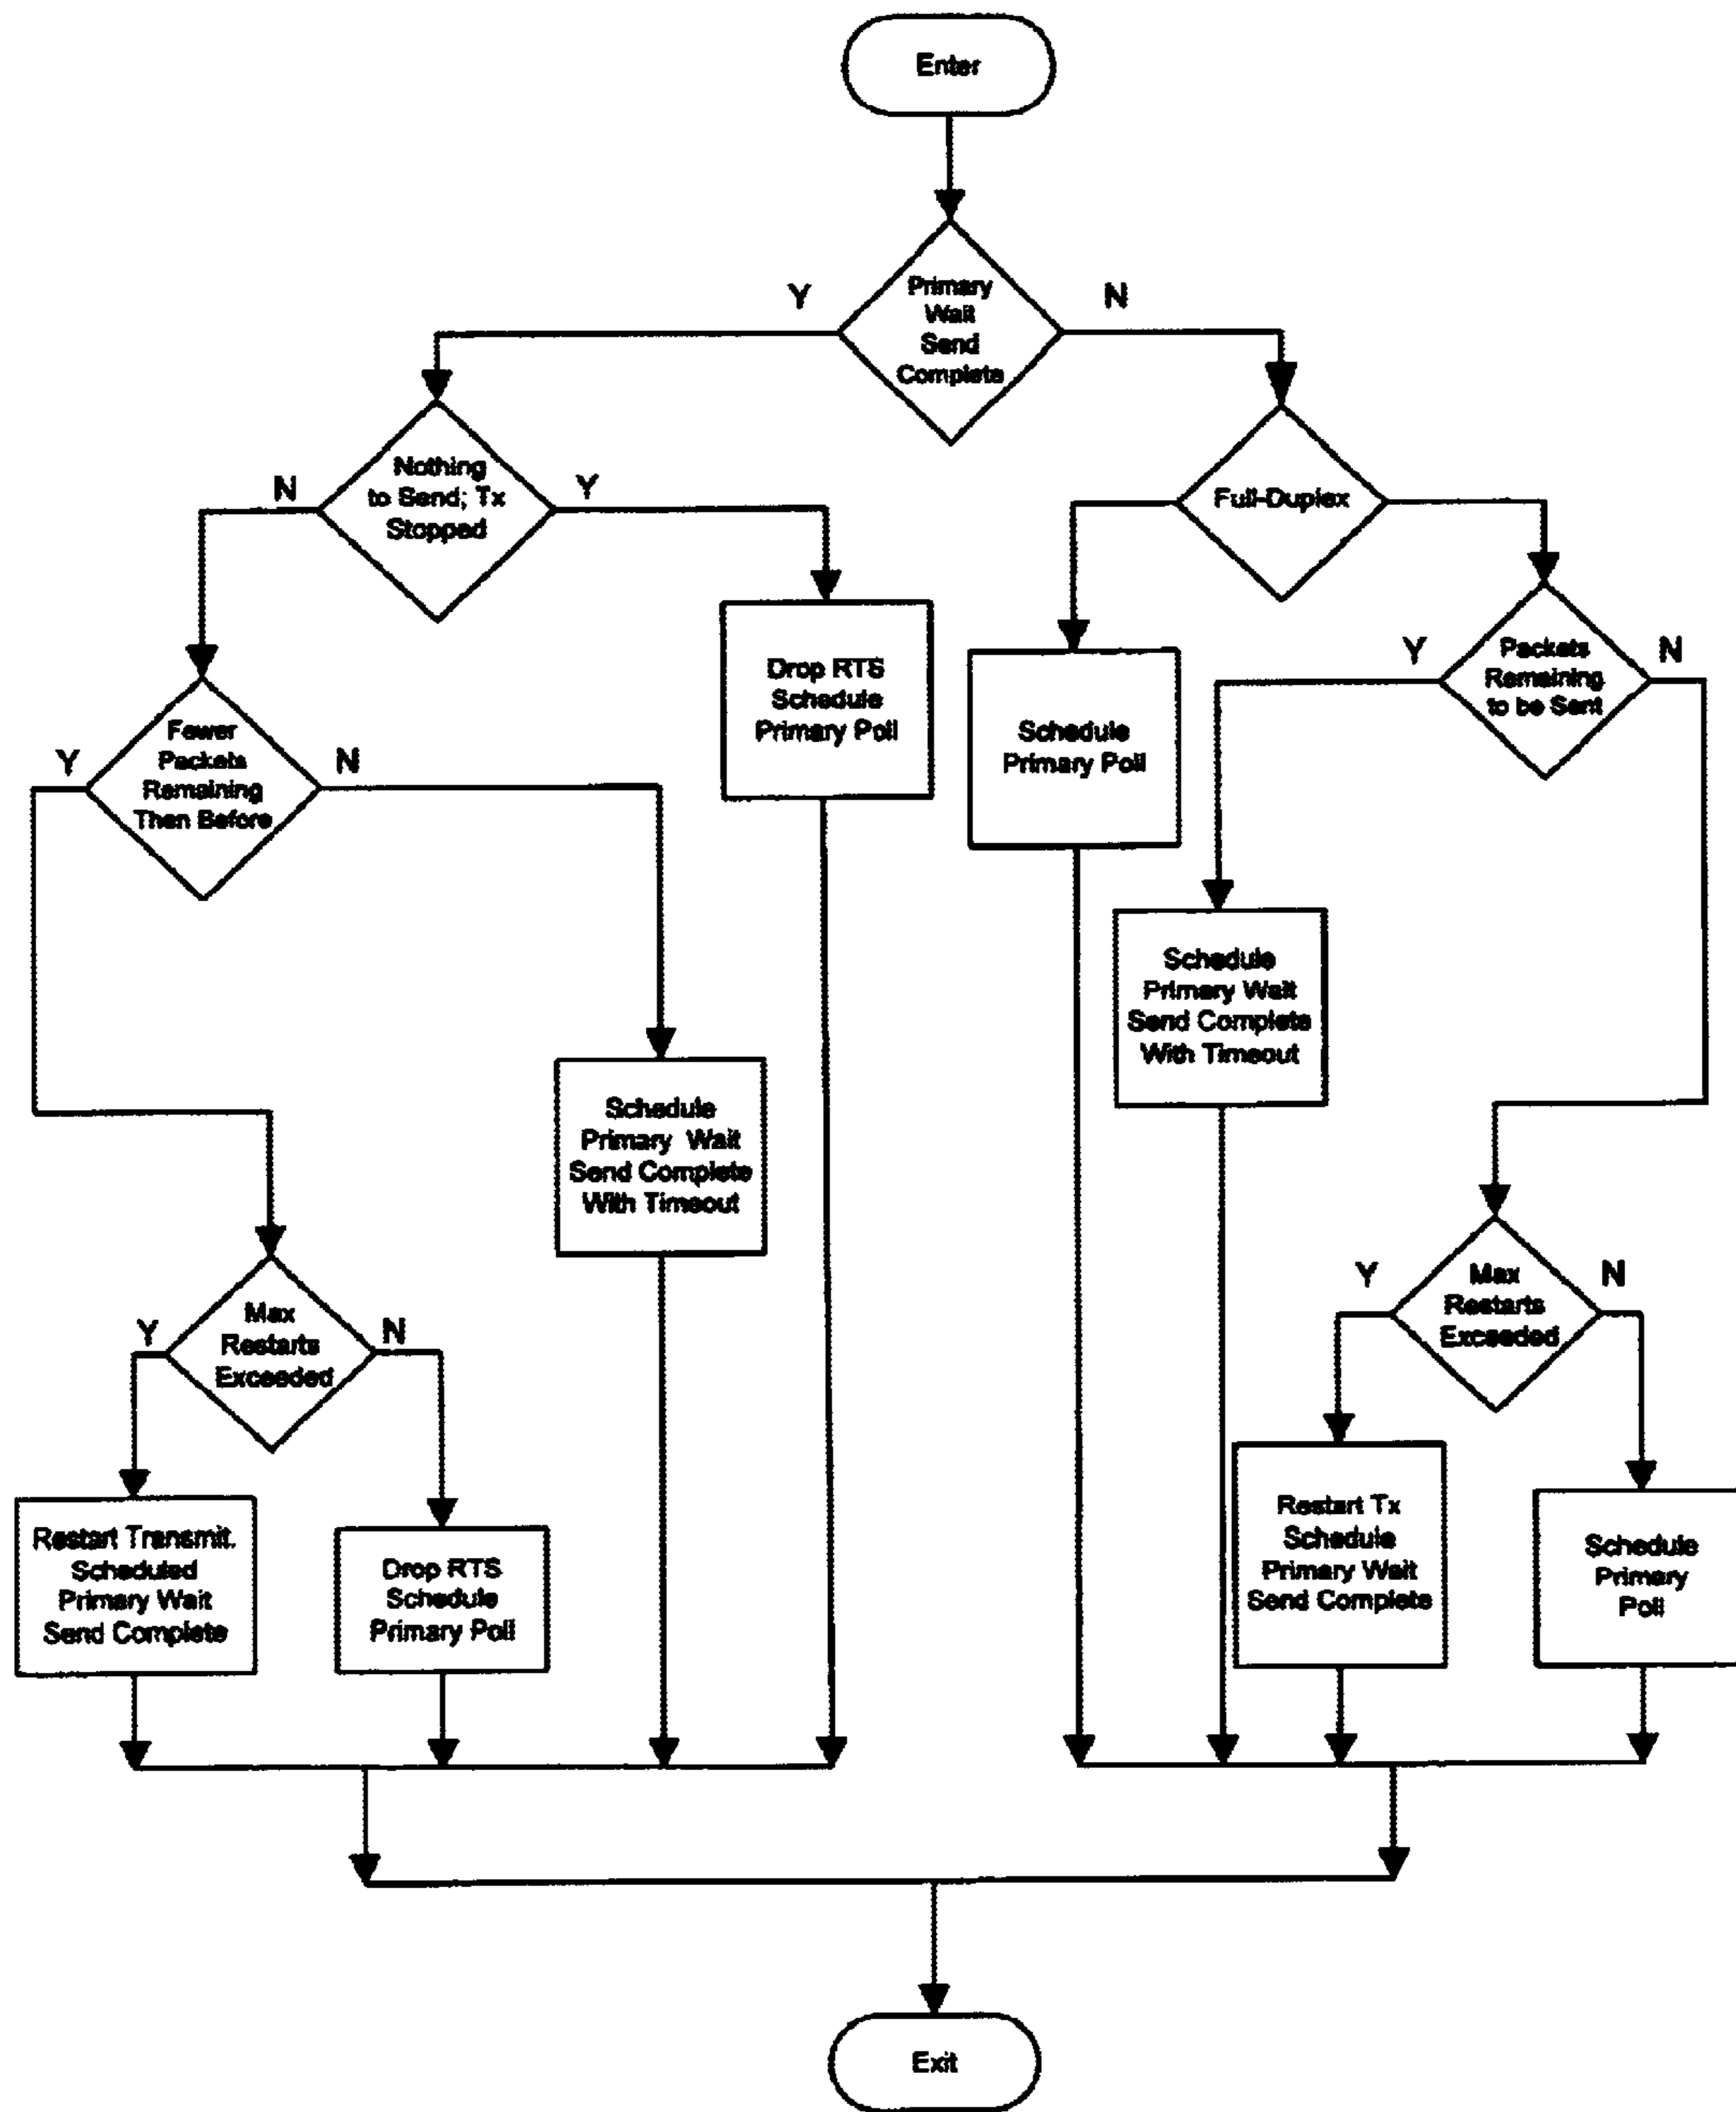 Enter
Y
N
Primary
Wait
Send
Complete
N
Nothing
to Send; Tx
Stopped
Y
Full-Duplex
Drop RTS
Schedule
Primary Poll
Schedule
Primary Poll
Y
Packets
Remaining
to be Sent
N
Y
Fewer
Packets
Remaining
Then Before
N
Schedule
Primary Wait
Send Complete
With Timeout
Schedule
Primary Wait
Send Complete
With Timeout
Y
Max
Restarts
Exceeded
N
Y
Max
Restarts
Exceeded
N
Restart Transmit.
Scheduled
Primary Wait
Send Complete
Drop RTS
Schedule
Primary Poll
Restart Tx
Schedule
Primary Wait
Send Complete
Schedule
Primary
Poll
Exit